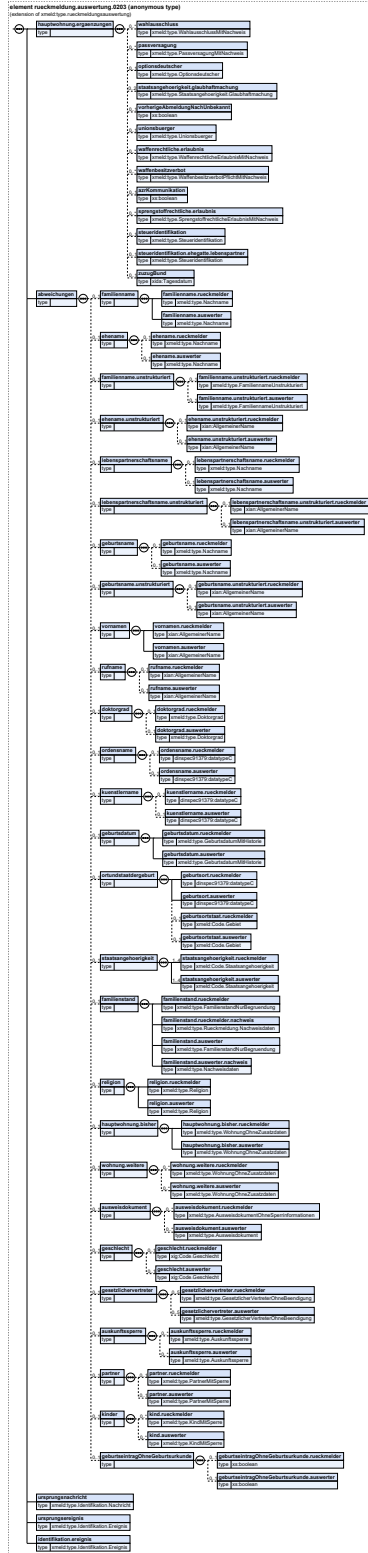 element rueckmeldung.auswertung.0203 (anonymous type)
(extension of xmeld:type.rueckmeldungsauswertung)
hauptwohnung.ergaenzungen
type
wahlausschluss
type xmeld:type.WahlausschlussMitNachweis
passversagung
type xmeld:type.PassversagungMitNachweis
optionsdeutscher
type xmeld:type.Optionsdeutscher
staatsangehoerigkeit.glaubhaftmachung
type xmeld:type.Staatsangehoerigkeit.Glaubhaftmachung
vorherigeAbmeldungNachUnbekannt
type xs:boolean
unionsbuerger
type xmeld:type.Unionsbuerger
waffenrechtliche.erlaubnis
type xmeld:type.WaffenrechtlicheErlaubnisMitNachweis
waffenbesitzverbot
type xmeld:type.WaffenbesitzverbotPflichtMitNachweis
azrKommunikation
type xs:boolean
sprengstoffrechtliche.erlaubnis
type xmeld:type.SprengstoffrechtlicheErlaubnisMitNachweis
steueridentifikation
type xmeld:type.Steueridentifikation
steueridentifikation.ehegatte.lebenspartner
type xmeld:type.Steueridentifikation
zuzugBund
type xida:Tagesdatum
abweichungen
type
familienname
type
familienname.rueckmelder
type xmeld:type.Nachname
familienname.auswerter
type xmeld:type.Nachname
ehename
type
ehename.rueckmelder
type xmeld:type.Nachname
ehename.auswerter
type xmeld:type.Nachname
familienname.unstrukturiert
type
familienname.unstrukturiert.rueckmelder
type xmeld:type.FamiliennameUnstrukturiert
familienname.unstrukturiert.auswerter
type xmeld:type.FamiliennameUnstrukturiert
ehename.unstrukturiert
type
ehename.unstrukturiert.rueckmelder
type xian:AllgemeinerName
ehename.unstrukturiert.auswerter
type xian:AllgemeinerName
lebenspartnerschaftsname
type
lebenspartnerschaftsname.rueckmelder
type xmeld:type.Nachname
lebenspartnerschaftsname.auswerter
type xmeld:type.Nachname
lebenspartnerschaftsname.unstrukturiert
type
lebenspartnerschaftsname.unstrukturiert.rueckmelder
type xian:AllgemeinerName
lebenspartnerschaftsname.unstrukturiert.auswerter
type xian:AllgemeinerName
geburtsname
type
geburtsname.rueckmelder
type xmeld:type.Nachname
geburtsname.auswerter
type xmeld:type.Nachname
geburtsname.unstrukturiert
type
geburtsname.unstrukturiert.rueckmelder
type xian:AllgemeinerName
geburtsname.unstrukturiert.auswerter
type xian:AllgemeinerName
vornamen
type
vornamen.rueckmelder
type xian:AllgemeinerName
vornamen.auswerter
type xian:AllgemeinerName
rufname
type
rufname.rueckmelder
type xian:AllgemeinerName
rufname.auswerter
type xian:AllgemeinerName
doktorgrad
type
doktorgrad.rueckmelder
type xmeld:type.Doktorgrad
doktorgrad.auswerter
type xmeld:type.Doktorgrad
ordensname
type
ordensname.rueckmelder
type dinspec91379:datatypeC
ordensname.auswerter
type dinspec91379:datatypeC
kuenstlername
type
kuenstlername.rueckmelder
type dinspec91379:datatypeC
kuenstlername.auswerter
type dinspec91379:datatypeC
geburtsdatum
type
geburtsdatum.rueckmelder
type xmeld:type.GeburtsdatumMitHistorie
geburtsdatum.auswerter
type xmeld:type.GeburtsdatumMitHistorie
ortundstaatdergeburt
type
geburtsort.rueckmelder
type dinspec91379:datatypeC
geburtsort.auswerter
type dinspec91379:datatypeC
geburtsortstaat.rueckmelder
type xmeld:Code.Gebiet
geburtsortstaat.auswerter
type xmeld:Code.Gebiet
staatsangehoerigkeit
type
staatsangehoerigkeit.rueckmelder
type xmeld:Code.Staatsangehoerigkeit
staatsangehoerigkeit.auswerter
type xmeld:Code.Staatsangehoerigkeit
familienstand
type
familienstand.rueckmelder
type xmeld:type.FamilienstandNurBegruendung
familienstand.rueckmelder.nachweis
type xmeld:type.Rueckmeldung.Nachweisdaten
familienstand.auswerter
type xmeld:type.FamilienstandNurBegruendung
familienstand.auswerter.nachweis
type xmeld:type.Nachweisdaten
religion
type
religion.rueckmelder
type xmeld:type.Religion
religion.auswerter
type xmeld:type.Religion
hauptwohnung.bisher
type
hauptwohnung.bisher.rueckmelder
type xmeld:type.WohnungOhneZusatzdaten
hauptwohnung.bisher.auswerter
type xmeld:type.WohnungOhneZusatzdaten
wohnung.weitere
type
wohnung.weitere.rueckmelder
type xmeld:type.WohnungOhneZusatzdaten
wohnung.weitere.auswerter
type xmeld:type.WohnungOhneZusatzdaten
ausweisdokument
type
ausweisdokument.rueckmelder
type xmeld:type.AusweisdokumentOhneSperrinformationen
ausweisdokument.auswerter
type xmeld:type.Ausweisdokument
geschlecht
type
geschlecht.rueckmelder
type xig:Code.Geschlecht
geschlecht.auswerter
type xig:Code.Geschlecht
gesetzlichervertreter
type
gesetzlichervertreter.rueckmelder
type xmeld:type.GesetzlicherVertreterOhneBeendigung
gesetzlichervertreter.auswerter
type xmeld:type.GesetzlicherVertreterOhneBeendigung
auskunftssperre
type
auskunftssperre.rueckmelder
type xmeld:type.Auskunftssperre
auskunftssperre.auswerter
type xmeld:type.Auskunftssperre
partner
type
partner.rueckmelder
type xmeld:type.PartnerMitSperre
partner.auswerter
type xmeld:type.PartnerMitSperre
kinder
type
kind.rueckmelder
type xmeld:type.KindMitSperre
kind.auswerter
type xmeld:type.KindMitSperre
geburtseintragOhneGeburtsurkunde
type
geburtseintragOhneGeburtsurkunde.rueckmelder
type xs:boolean
geburtseintragOhneGeburtsurkunde.auswerter
type xs:boolean
ursprungsnachricht
type xmeld:type.Identifikation.Nachricht
ursprungsereignis
type xmeld:type.Identifikation.Ereignis
identifikation.ereignis
type xmeld:type.Identifikation.Ereignis